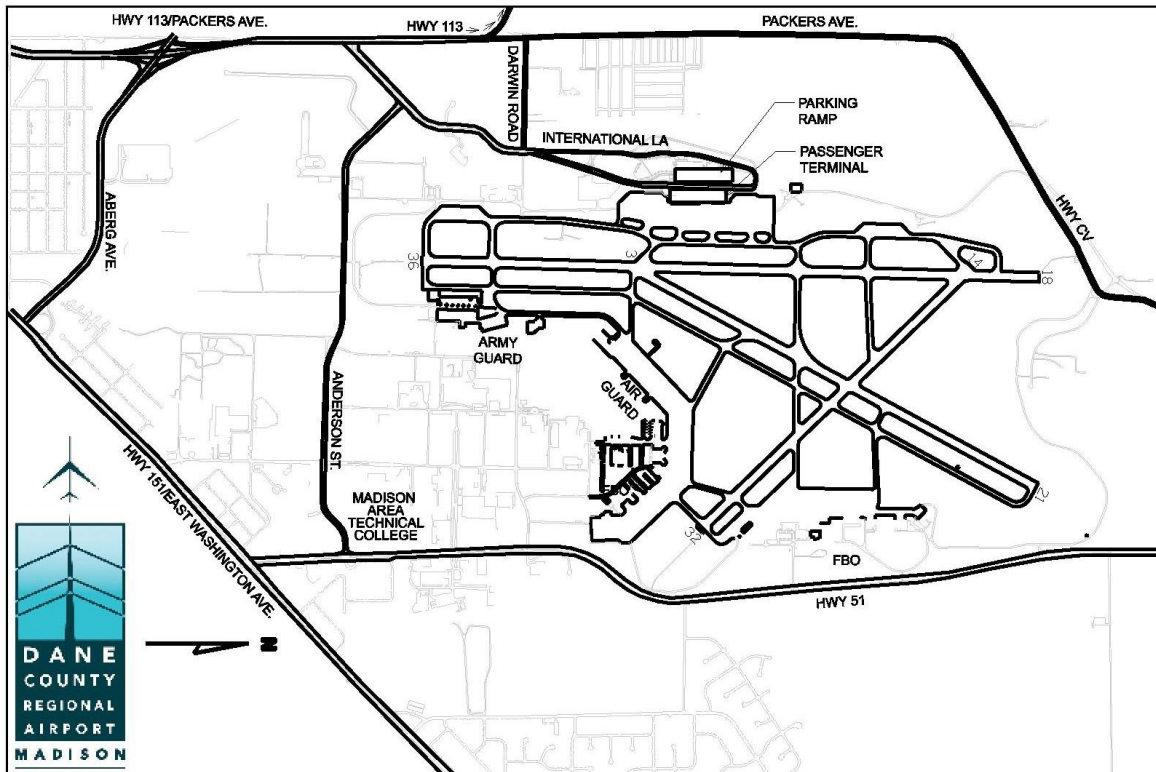 HWY 113/PACKERS AVE.
HWY 113
PACKERS AVE.
DARWIN ROAD
PARKING
RAMP
INTERNATIONAL LA
PASSENGER
TERMINAL
ABERG AVE.
HWY CV
36
3
14
18
ARMY
GUARD
ANDERSON ST.
AIR
GUARD
HWY 151/EAST WASHINGTON AVE.
MADISON
AREA
TECHNICAL
COLLEGE
FBO
32
21
FBO
HWY 51
N
DANE
COUNTY
REGIONAL
AIRPORT
MADISON